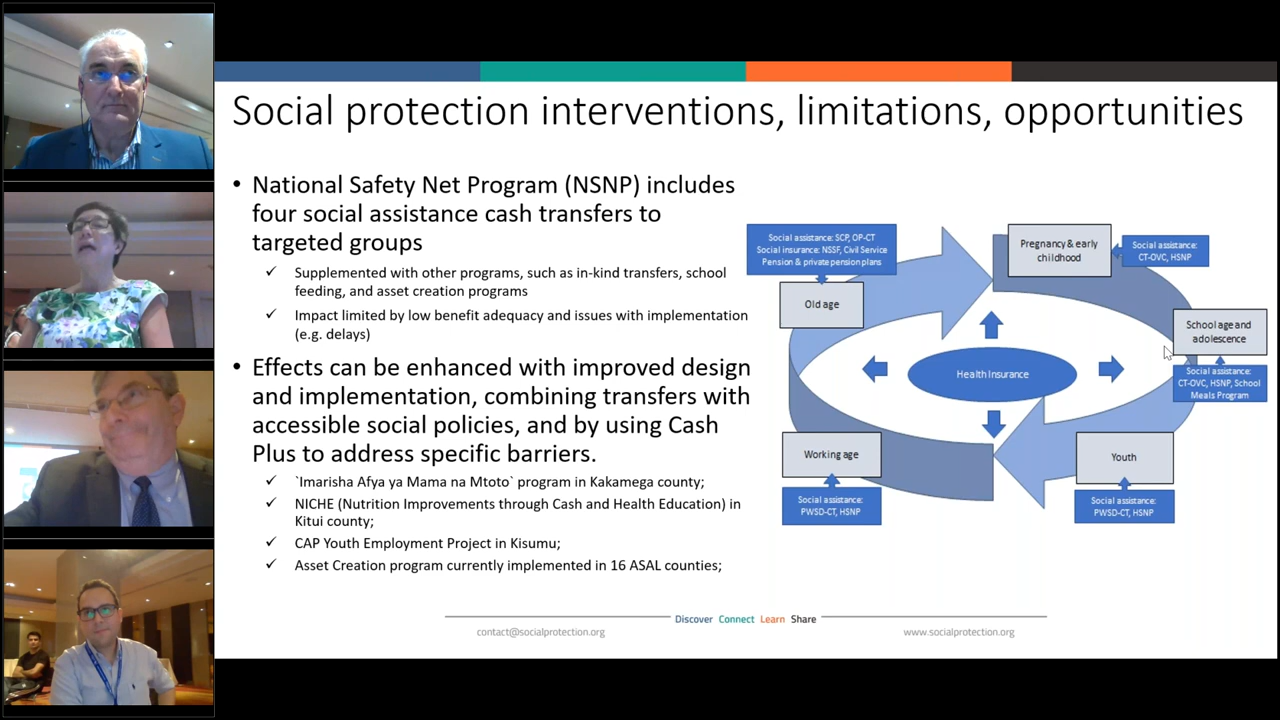 Social protection interventions, limitations, opportunities
• National Safety Net Program (NSNP) includes
four social assistance cash transfers to
targeted groups
✓ Supplemented with other programs, such as in-kind transfers, school
feeding, and asset creation programs
✓ Impact limited by low benefit adequacy and issues with implementation
(e.g. delays)
• Effects can be enhanced with improved design
and implementation, combining transfers with
accessible social policies, and by using Cash
Plus to address specific barriers.
✓ `Imarisha Afya ya Mama na Mtoto` program in Kakamega county;
✓ NICHE (Nutrition Improvements through Cash and Health Education) in
Kitui county;
✓ CAP Youth Employment Project in Kisumu;
✓ Asset Creation program currently implemented in 16 ASAL counties;
Social assistance: SCP, OP-CT
Social insurance: NSSF, Civil Service
Pension & private pension plans
Old age
Pregnancy & early
childhood
Social assistance:
CT-OVC, HSNP
School age and
adolescence
Social assistance:
CT-OVC, HSNP, School
Meals Program
Health Insurance
Working age
Social assistance:
PWSD-CT, HSNP
Youth
Social assistance:
PWSD-CT, HSNP
Discover Connect Learn Share
contact@socialprotection.org
www.socialprotection.org